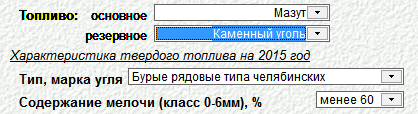 Топливо: основное Мазут
резервное Каменный уголь
Характеристика твердого топлива на 2015 год
Тип, марка угля Бурые рядовые типа челябинских
Содержание мелочи (класс 0-6мм), % менее 60